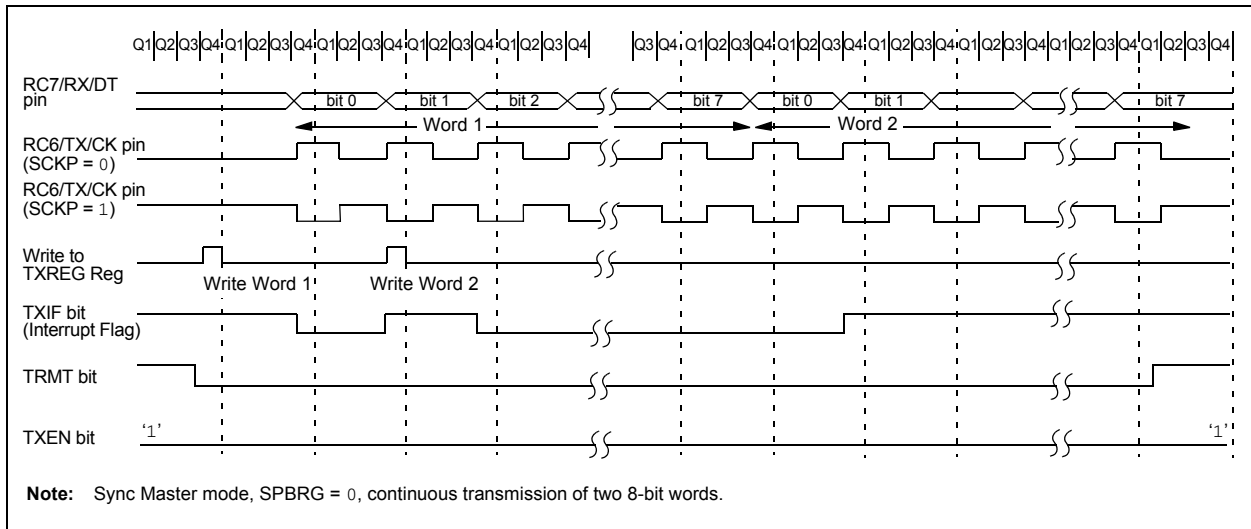 Q1 Q2 Q3 Q4 Q1 Q2 Q3 Q4 Q1 Q2 Q3 Q4 Q1 Q2 Q3 Q4 Q1 Q2 Q3 Q4 Q3 Q4 Q1 Q2 Q3 Q4 Q1 Q2 Q3 Q4 Q1 Q2 Q3 Q4 Q1 Q2 Q3 Q4 Q1 Q2 Q3 Q4 Q1 Q2 Q3 Q4
RC7/RX/DT
pin
bit 0 bit 1 bit 2 bit 7 bit 0 bit 1 bit 7
Word 1 Word 2
RC6/TX/CK pin
(SCKP = 0)
RC6/TX/CK pin
(SCKP = 1)
Write to
TXREG Reg
Write Word 1 Write Word 2
TXIF bit
(Interrupt Flag)
TRMT bit
TXEN bit
‘1’ ‘1’
Note: Sync Master mode, SPBRG = 0, continuous transmission of two 8-bit words.